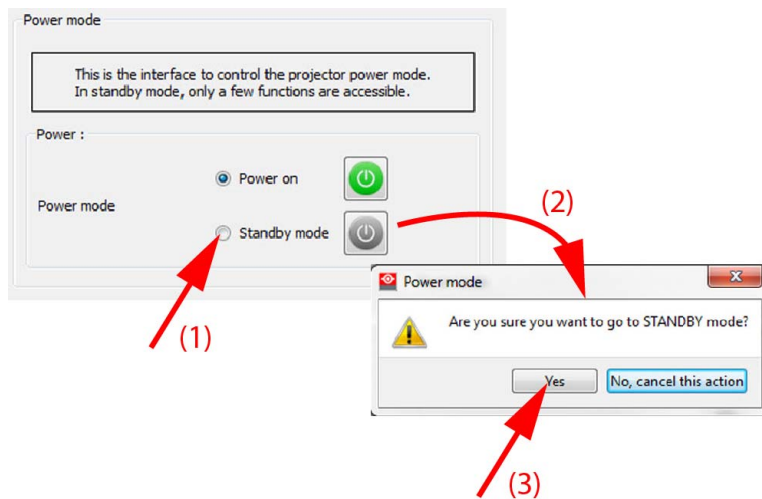 Power mode
This is the interface to control the projector power mode.
In standby mode, only a few functions are accessible.
Power :
Power mode
Power on
Standby mode
(1)
(2)
Power mode
x
Are you sure you want to go to STANDBY mode?
Yes
No, cancel this action
(3)